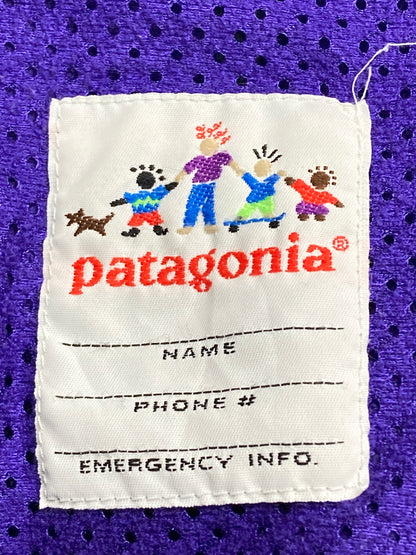 patagonia®
NAME
PHONE #
EMERGENCY INFO.